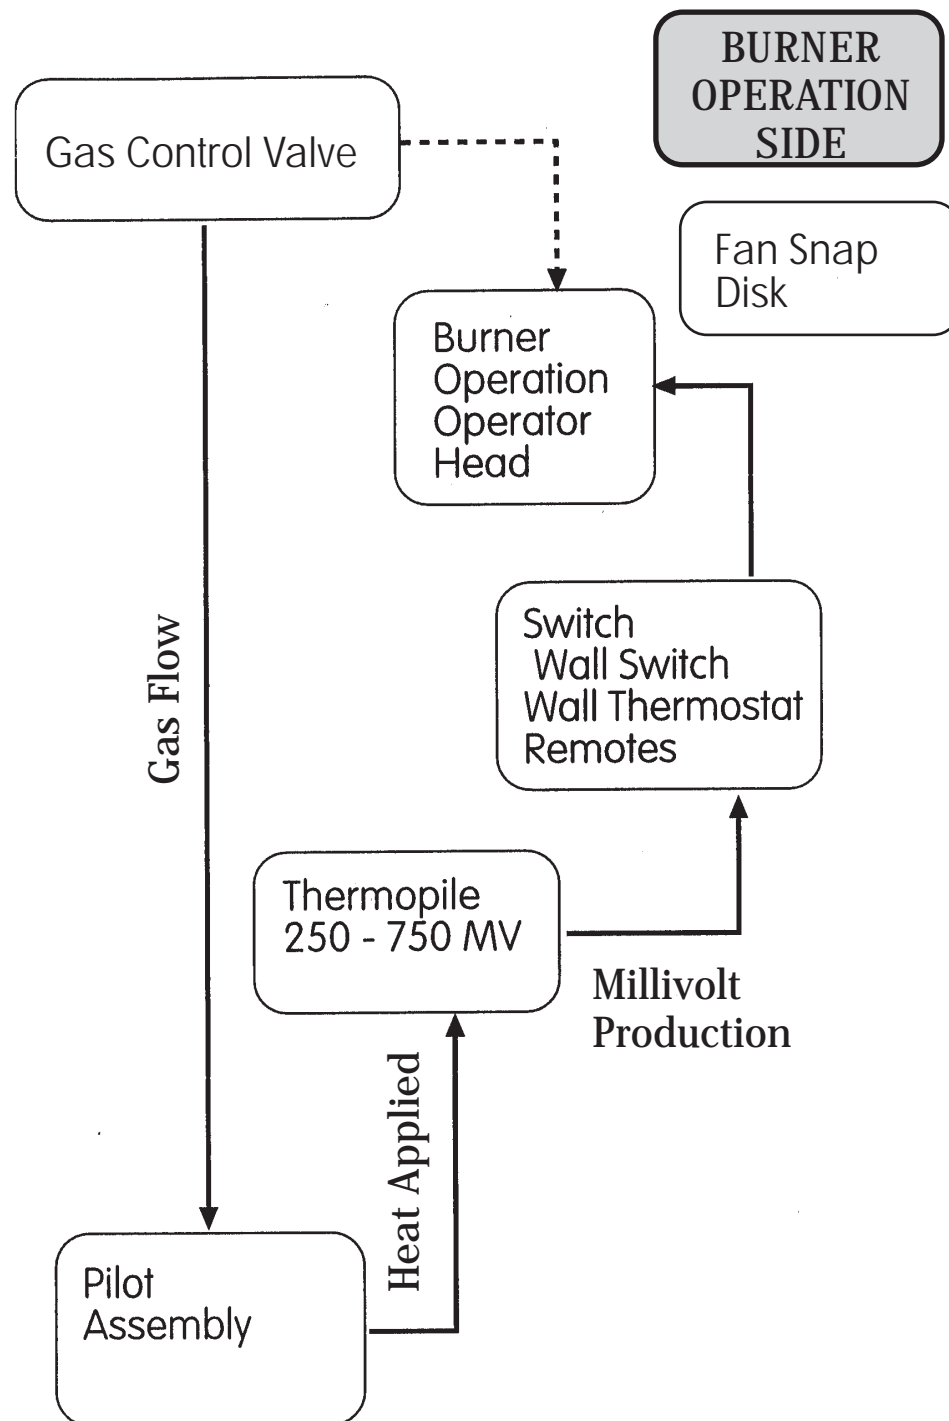 BURNER
OPERATION
SIDE
Gas Control Valve
Fan Snap
Disk
Burner
Operation
Operator
Head
Switch
Wall Switch
Wall Thermostat
Remotes
Gas Flow
Thermopile
250 - 750 MV
Millivolt
Production
Heat Applied
Pilot
Assembly